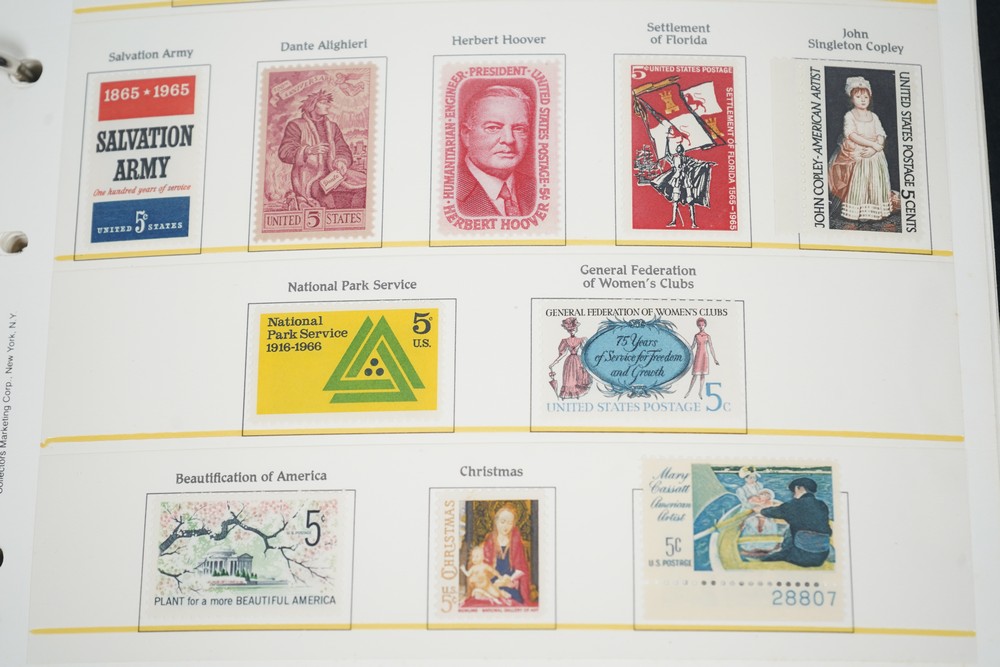 Salvation Army
1865 ★ 1965
SALVATION
ARMY
One hundred years of service
UNITED 5c STATES
Dante Alighieri
UNITED 5 STATES
Herbert Hoover
HUMANITARIAN · ENGINEER · PRESIDENT · UNITED STATES POSTAGE · 5¢
HERBERT HOOVER
Settlement
of Florida
5c UNITED STATES POSTAGE
SETTLEMENT OF FLORIDA 1565-1965
John
Singleton Copley
JOHN COPLEY-AMERICAN ARTIST
UNITED STATES POSTAGE 5 CENTS
National Park Service
National
Park Service
1916-1966
5c
U.S.
General Federation
of Women's Clubs
GENERAL FEDERATION OF WOMEN'S CLUBS
75 Years
of Service for Freedom
and Growth
UNITED STATES POSTAGE 5c
Beautification of America
5c
U.S. POSTAGE
PLANT for a more BEAUTIFUL AMERICA
Christmas
5c CHRISTMAS
Mary
Cassatt
American
Artist
5c
U.S. POSTAGE
28807
Collectors Marketing Corp., New York, N.Y